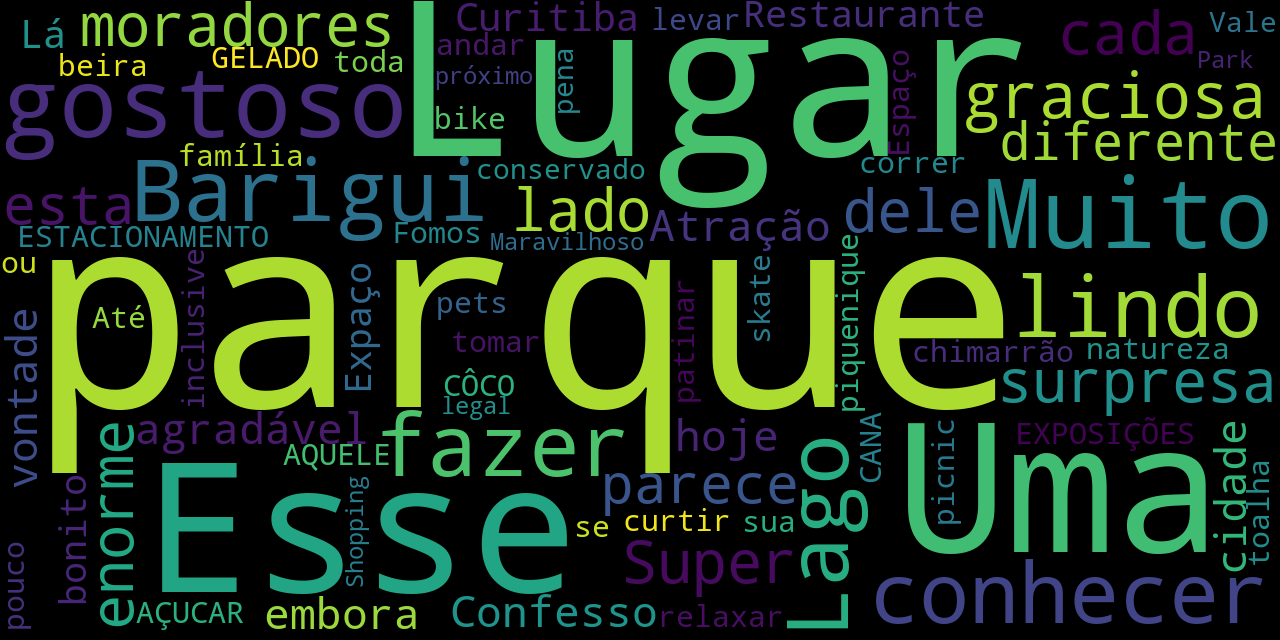 Lá moradores Curitiba levar Restaurante cada Vale
beira GELADO toda andar Park
gostoso Lugar próximo pena Espaço graciosa
bike diferente
família conservado correr
esta Barigui lado Atração dele Muito
ESTACIONAMENTO Fomos Maravilhoso
ou parque lindo
Até inclusive Expaço pets skate piquenique
vontade tomar patinar chimarrão natureza
CÔCO surpresa
legal
agradável fazer hoje CANA EXPOSIÇÕES
enorme AQUELE Lago Uma cidade
bonito Esse Shopping parece picnic toalha
se curtir sua
pouco Super conhecer
AÇUCAR embora Confesso relaxar